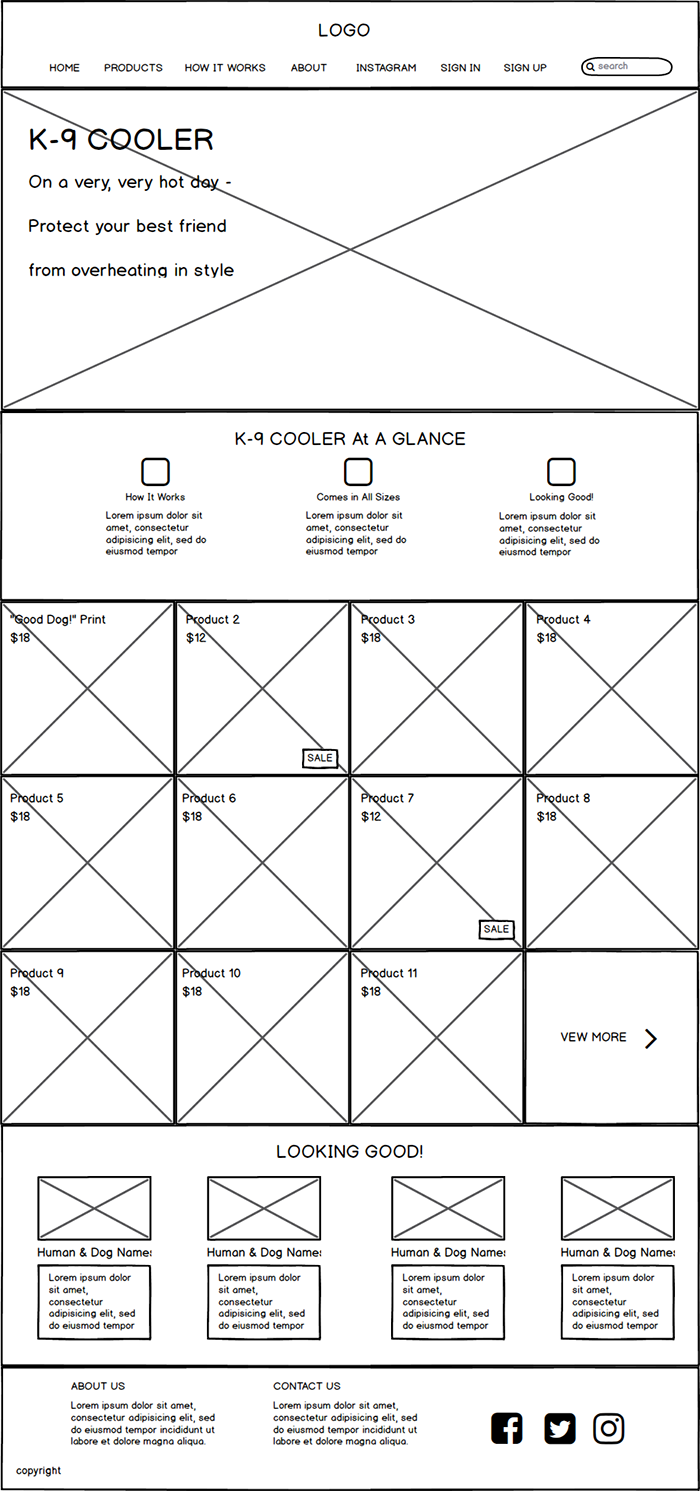 LOGO
HOME PRODUCTS HOW IT WORKS ABOUT INSTAGRAM SIGN IN SIGN UP search
K-9 COOLER
On a very, very hot day -
Protect your best friend
from overheating in style
K-9 COOLER At A GLANCE
How It Works
Lorem ipsum dolor sit
amet, consectetur
adipisicing elit, sed do
eiusmod tempor
Comes in All Sizes
Lorem ipsum dolor sit
amet, consectetur
adipisicing elit, sed do
eiusmod tempor
Looking Good!
Lorem ipsum dolor sit
amet, consectetur
adipisicing elit, sed do
eiusmod tempor
"Good Dog!" Print
$18
Product 2
$12
SALE
Product 3
$18
Product 4
$18
Product 5
$18
Product 6
$18
Product 7
$12
SALE
Product 8
$18
Product 9
$18
Product 10
$18
Product 11
$18
VEW MORE
LOOKING GOOD!
Human & Dog Names
Lorem ipsum dolor
sit amet,
consectetur
adipisicing elit, sed
do eiusmod tempor
Human & Dog Names
Lorem ipsum dolor
sit amet,
consectetur
adipisicing elit, sed
do eiusmod tempor
Human & Dog Names
Lorem ipsum dolor
sit amet,
consectetur
adipisicing elit, sed
do eiusmod tempor
Human & Dog Names
Lorem ipsum dolor
sit amet,
consectetur
adipisicing elit, sed
do eiusmod tempor
ABOUT US
Lorem ipsum dolor sit amet,
consectetur adipisicing elit, sed do
eiusmod tempor incididunt ut
labore et dolore magna aliqua.
CONTACT US
Lorem ipsum dolor sit amet,
consectetur adipisicing elit, sed do
eiusmod tempor incididunt ut
labore et dolore magna aliqua.
copyright